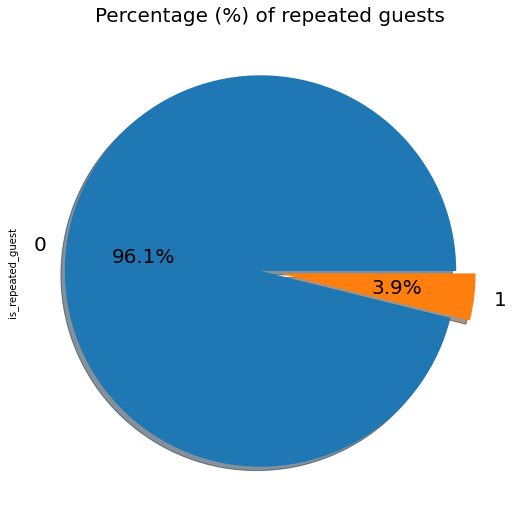 Percentage (%) of repeated guests
0
96.1%
3.9%
1
is_repeated_guest